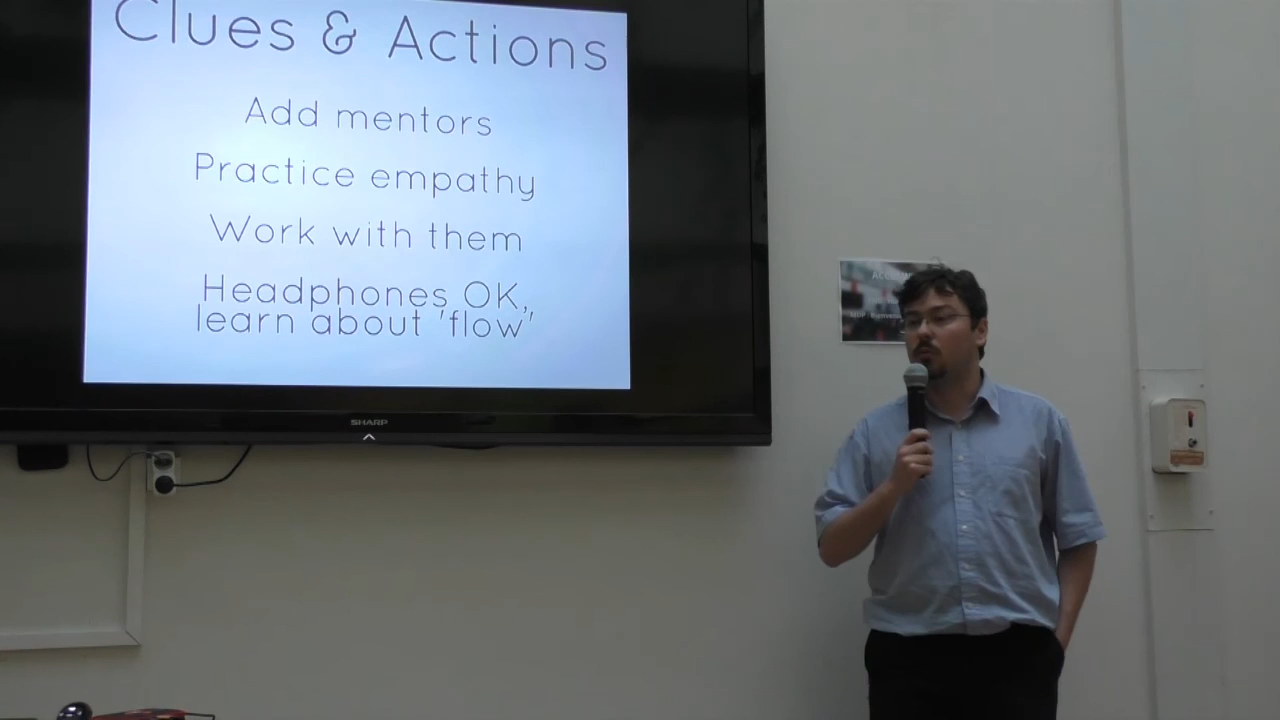 Clues & Actions
Add mentors
Practice empathy
Work with them
Headphones OK,
learn about 'flow'
SHARP